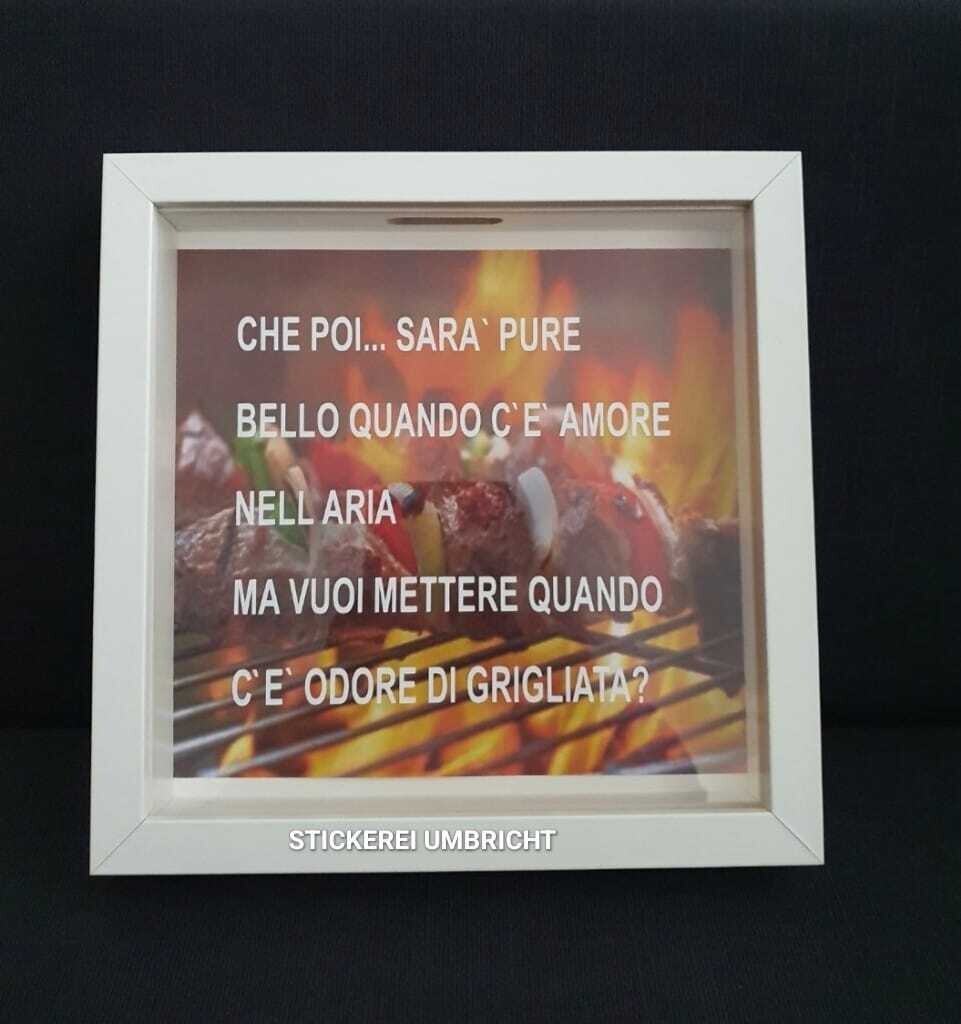 CHE POI... SARA` PURE
BELLO QUANDO C`E` AMORE
NELL ARIA
MA VUOI METTERE QUANDO
C`E` ODORE DI GRIGLIATA?
STICKEREI UMBRICHT